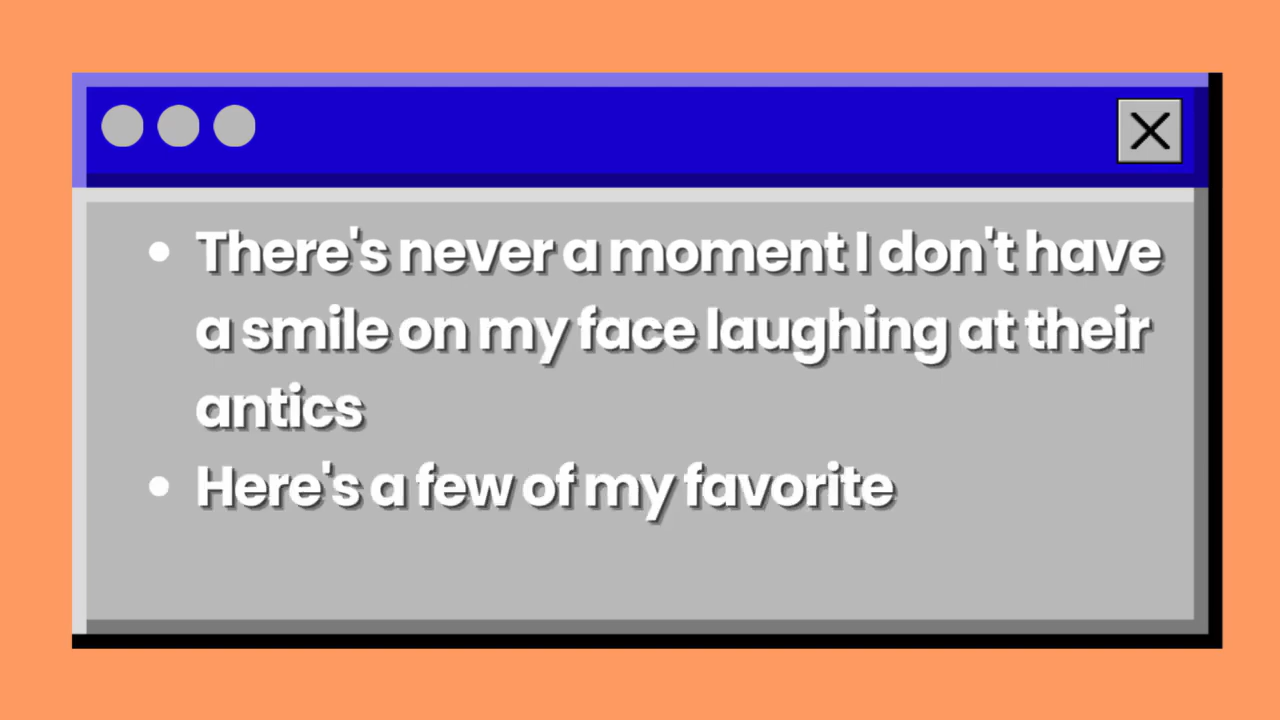 • There's never a moment I don't have
a smile on my face laughing at their
antics
• Here's a few of my favorite